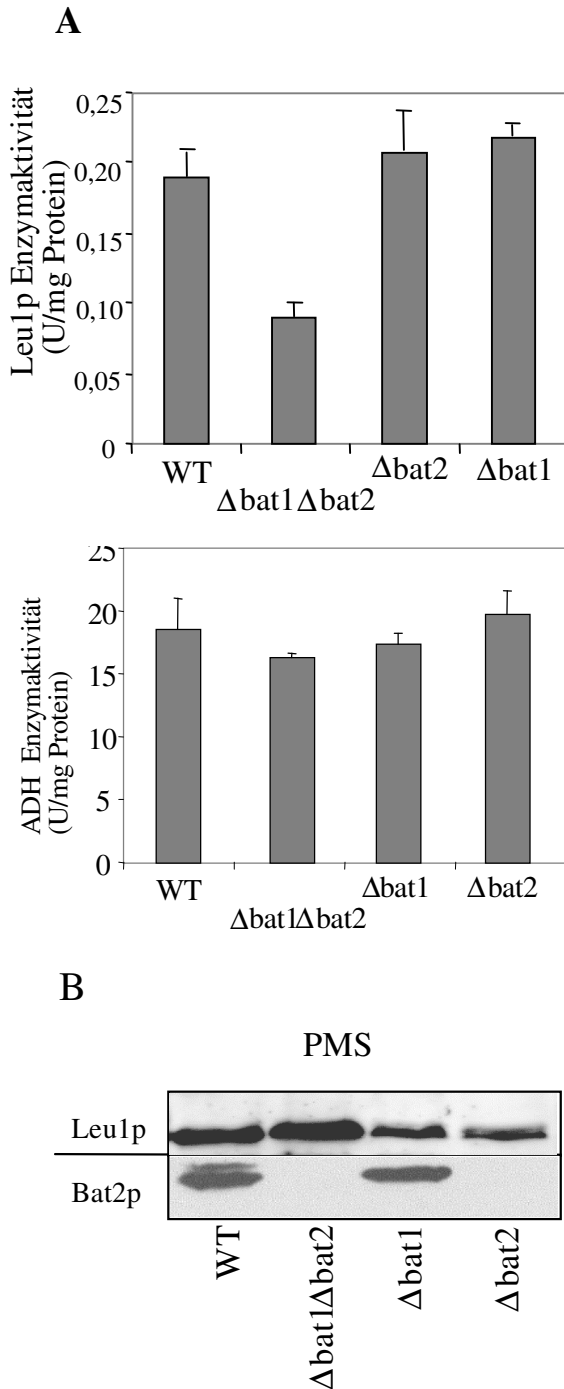 A
Leu1p Enzymaktivität
(U/mg Protein)
0,25
0,20
0,15
0,10
0,05
0
WT
Δbat1Δbat2
Δbat2
Δbat1
ADH Enzymaktivität
(U/mg Protein)
25
20
15
10
5
0
WT
Δbat1Δbat2
Δbat1
Δbat2
B
PMS
Leu1p
Bat2p
WT
Δbat1Δbat2
Δbat1
Δbat2